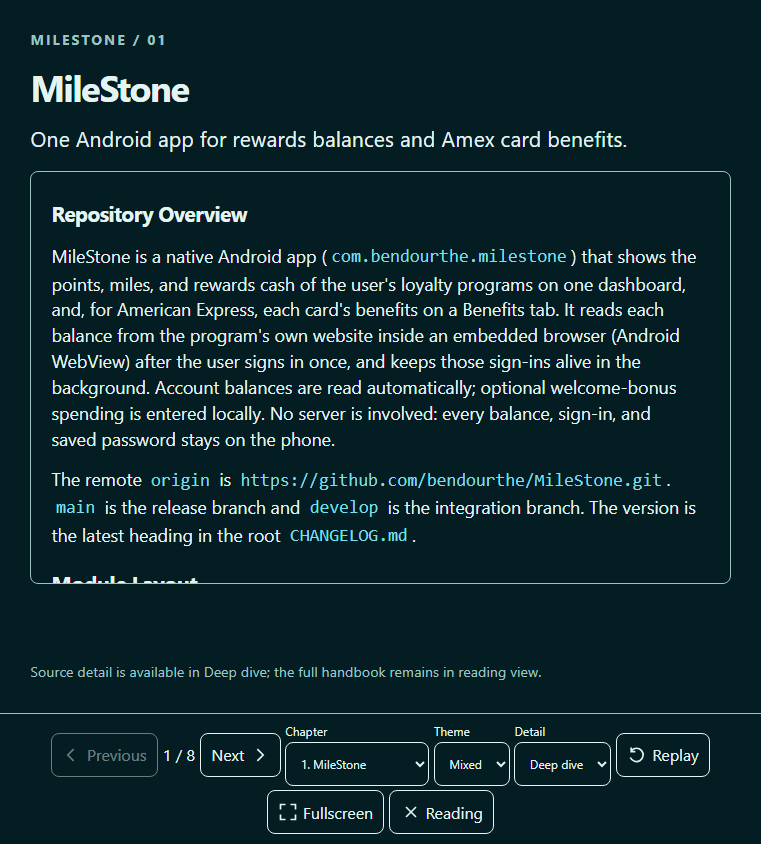 MILESTONE / 01
MileStone
One Android app for rewards balances and Amex card benefits.
Repository Overview
MileStone is a native Android app ( com.bendourthe.milestone ) that shows the
points, miles, and rewards cash of the user's loyalty programs on one dashboard,
and, for American Express, each card's benefits on a Benefits tab. It reads each
balance from the program's own website inside an embedded browser (Android
WebView) after the user signs in once, and keeps those sign-ins alive in the
background. Account balances are read automatically; optional welcome-bonus
spending is entered locally. No server is involved: every balance, sign-in, and
saved password stays on the phone.
The remote origin is https://github.com/bendourthe/MileStone.git .
main is the release branch and develop is the integration branch. The version is
the latest heading in the root CHANGELOG.md .
Module Layout
Source detail is available in Deep dive; the full handbook remains in reading view.
Chapter Theme Detail
Previous 1 / 8 Next 1. MileStone Mixed Deep dive Replay
Fullscreen Reading